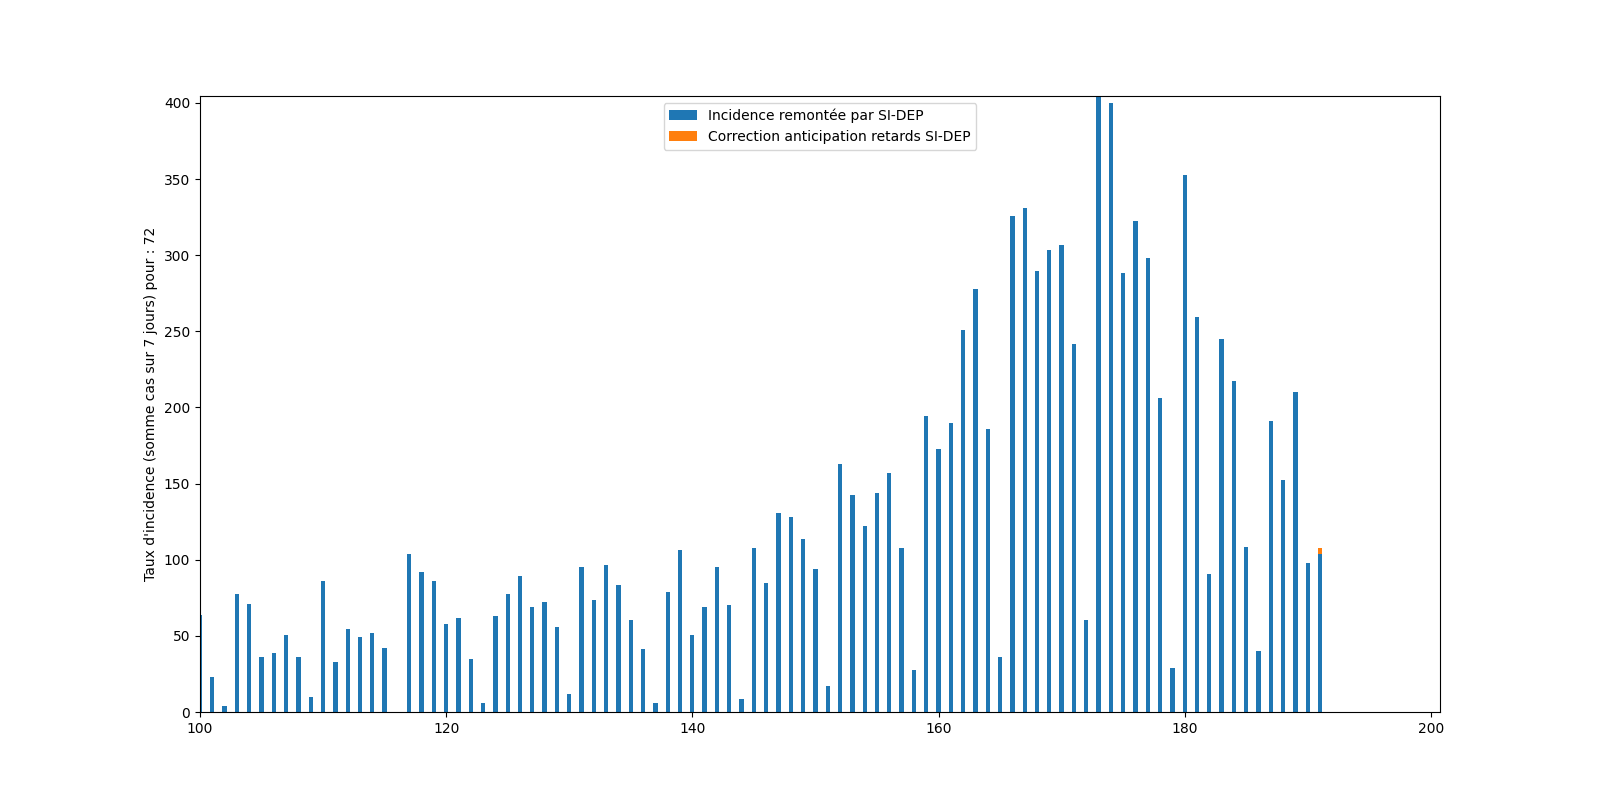 Incidence remontée par SI-DEP
Correction anticipation retards SI-DEP
Taux d'incidence (somme cas sur 7 jours) pour : 72
400
350
300
250
200
150
100
50
0
100 120 140 160 180 200